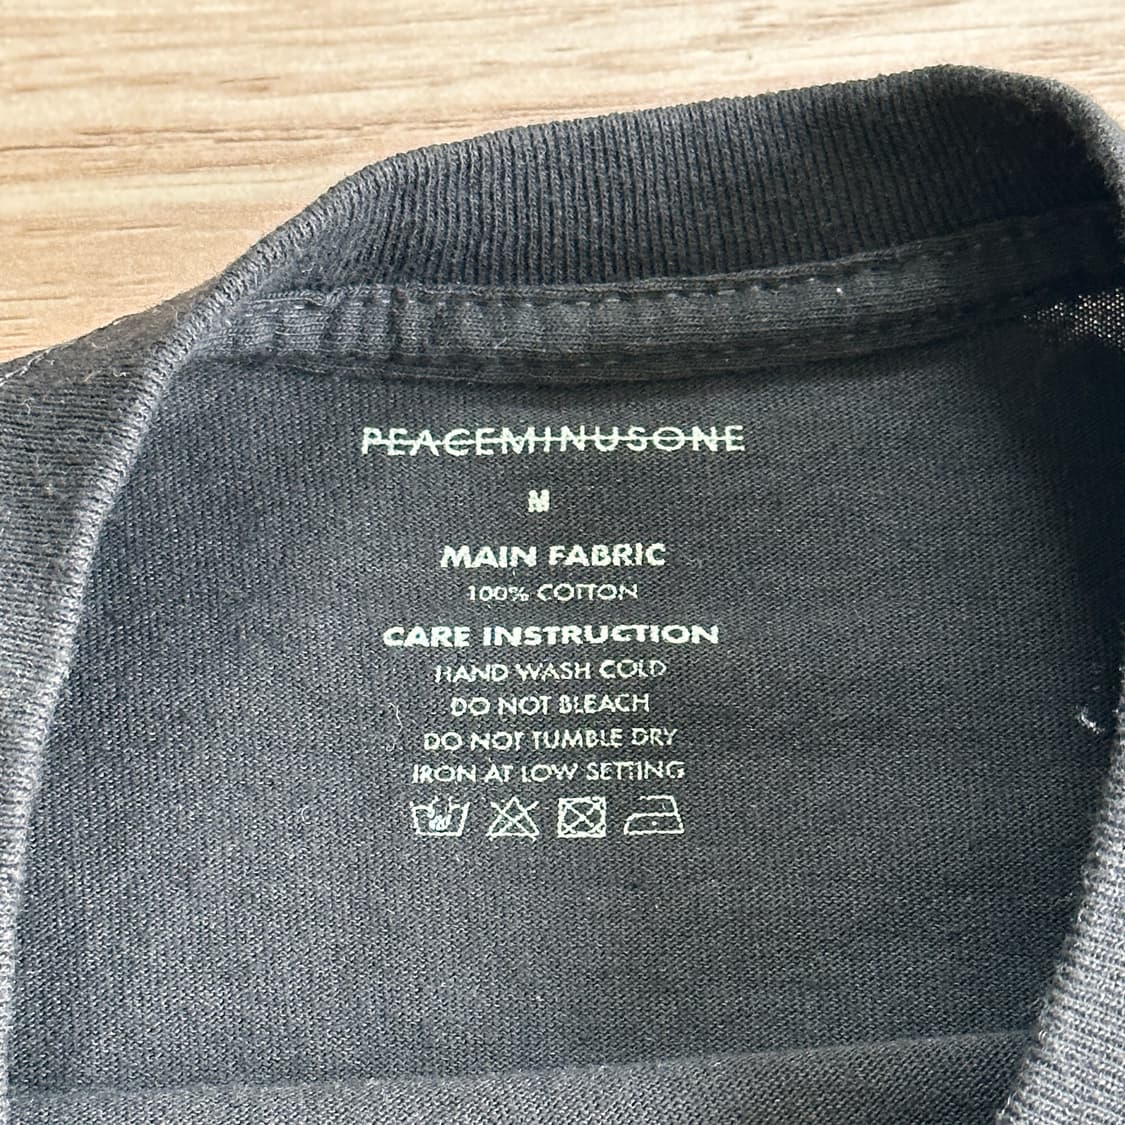 PEACEMINUSONE
M
MAIN FABRIC
100% COTTON
CARE INSTRUCTION
HAND WASH COLD
DO NOT BLEACH
DO NOT TUMBLE DRY
IRON AT LOW SETTING